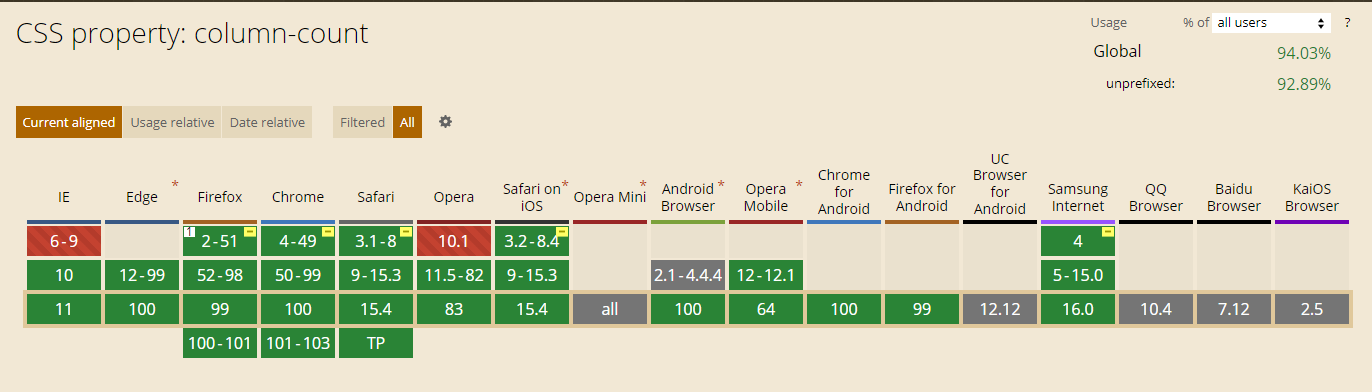 CSS property: column-count
Usage % of all users ?
Global 94.03%
unprefixed: 92.89%
Current aligned Usage relative Date relative Filtered All
IE Edge * Firefox Chrome Safari Opera Safari on iOS * Opera Mini * Android Browser * Opera Mobile * Chrome for Android Firefox for Android UC Browser for Android Samsung Internet QQ Browser Baidu Browser KaiOS Browser
6-9 1 2-51 4-49 3.1-8 10.1 3.2-8.4 4
10 12-99 52-98 50-99 9-15.3 11.5-82 9-15.3 2.1-4.4.4 12-12.1 5-15.0
11 100 99 100 15.4 83 15.4 all 100 64 100 99 12.12 16.0 10.4 7.12 2.5
100-101 101-103 TP